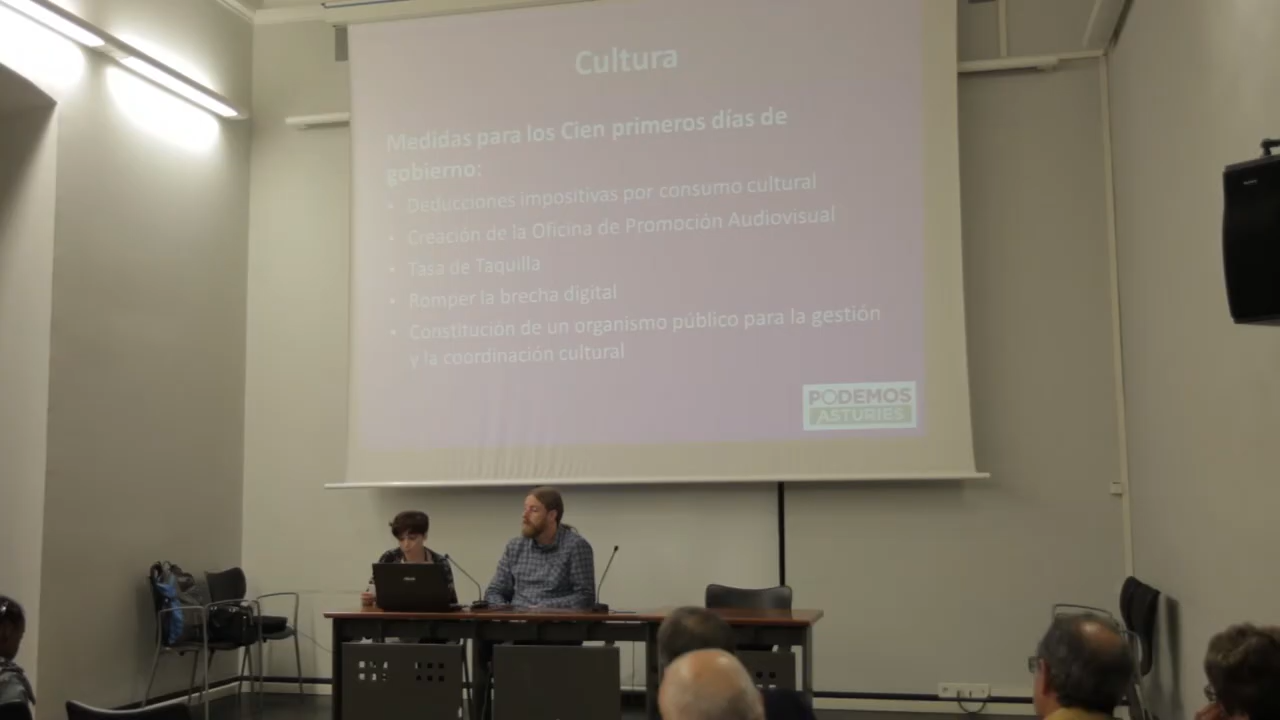 Cultura
Medidas para los Cien primeros días de
gobierno:
• Deducciones impositivas por consumo cultural
• Creación de la Oficina de Promoción Audiovisual
• Tasa de Taquilla
• Romper la brecha digital
• Constitución de un organismo público para la gestión
y la coordinación cultural
PODEMOS
ASTURIES